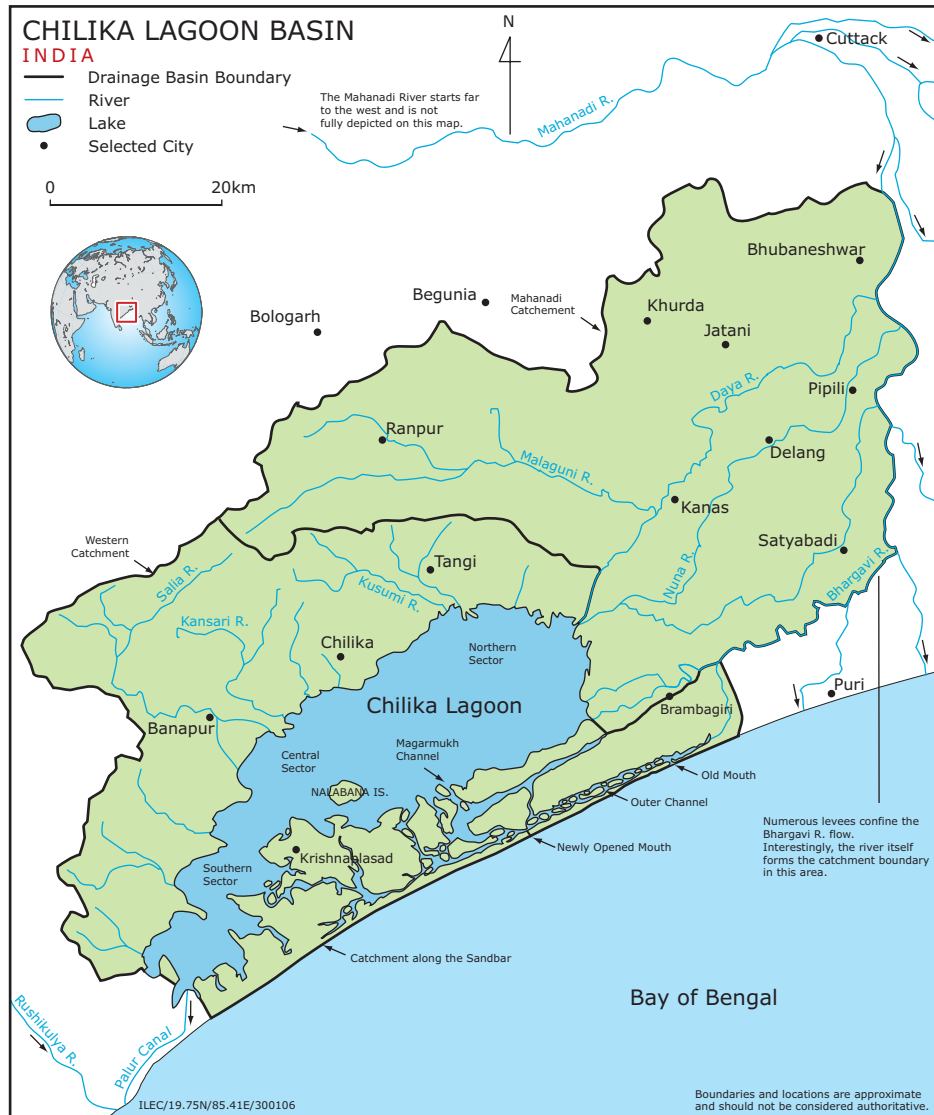 CHILIKA LAGOON BASIN
INDIA
Drainage Basin Boundary
River
Lake
Selected City
0 20km
N
The Mahanadi River starts far
to the west and is not
fully depicted on this map.
Mahanadi R.
Cuttack
Bhubaneshwar
Begunia
Mahanadi
Catchement
Bologarh
Khurda
Jatani
Daya R.
Pipili
Ranpur
Malaguni R.
Delang
Kanas
Western
Catchment
Satyabadi
Salia R.
Tangi
Kusumi R.
Nuna R.
Bhargavi R.
Kansari R.
Chilika
Northern
Sector
Puri
Banapur
Chilika Lagoon
Brambagiri
Central
Sector
Magarmukh
Channel
Old Mouth
NALABANA IS.
Outer Channel
Numerous levees confine the
Bhargavi R. flow.
Interestingly, the river itself
forms the catchment boundary
in this area.
Newly Opened Mouth
Krishnaplasad
Southern
Sector
Catchment along the Sandbar
Bay of Bengal
Rushikulya R.
Palur Canal
ILEC/19.75N/85.41E/300106
Boundaries and locations are approximate
and should not be considered authoritative.